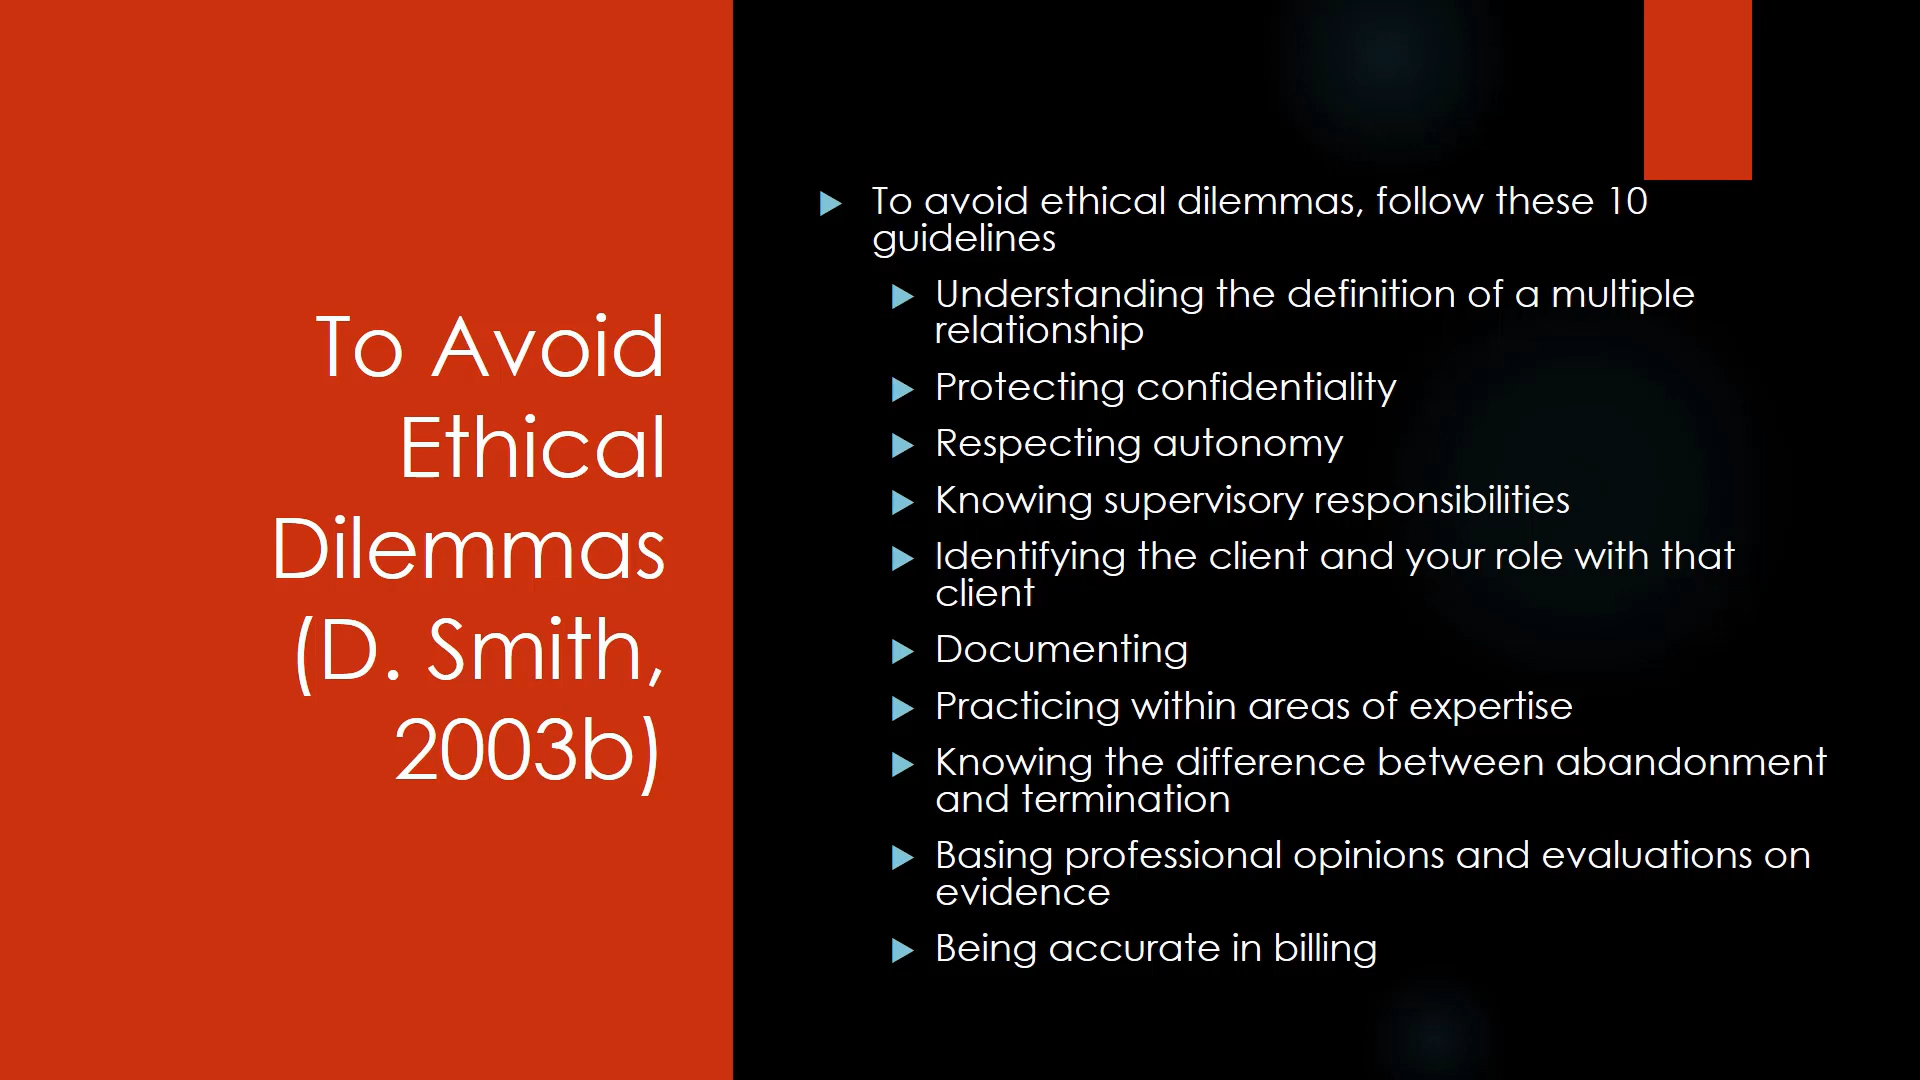 To Avoid
Ethical
Dilemmas
(D. Smith,
2003b)
To avoid ethical dilemmas, follow these 10
guidelines
Understanding the definition of a multiple
relationship
Protecting confidentiality
Respecting autonomy
Knowing supervisory responsibilities
Identifying the client and your role with that
client
Documenting
Practicing within areas of expertise
Knowing the difference between abandonment
and termination
Basing professional opinions and evaluations on
evidence
Being accurate in billing